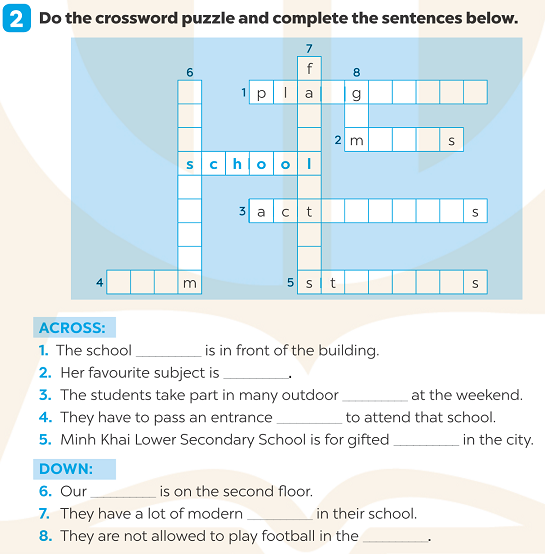 2 Do the crossword puzzle and complete the sentences below.
7
6 f 8
1 p l a g
2 m s
s c h o o l
3 a c t s
4 m 5 s t s
ACROSS:
1. The school ________ is in front of the building.
2. Her favourite subject is ________.
3. The students take part in many outdoor ________ at the weekend.
4. They have to pass an entrance ________ to attend that school.
5. Minh Khai Lower Secondary School is for gifted ________ in the city.
DOWN:
6. Our ________ is on the second floor.
7. They have a lot of modern ________ in their school.
8. They are not allowed to play football in the ________.